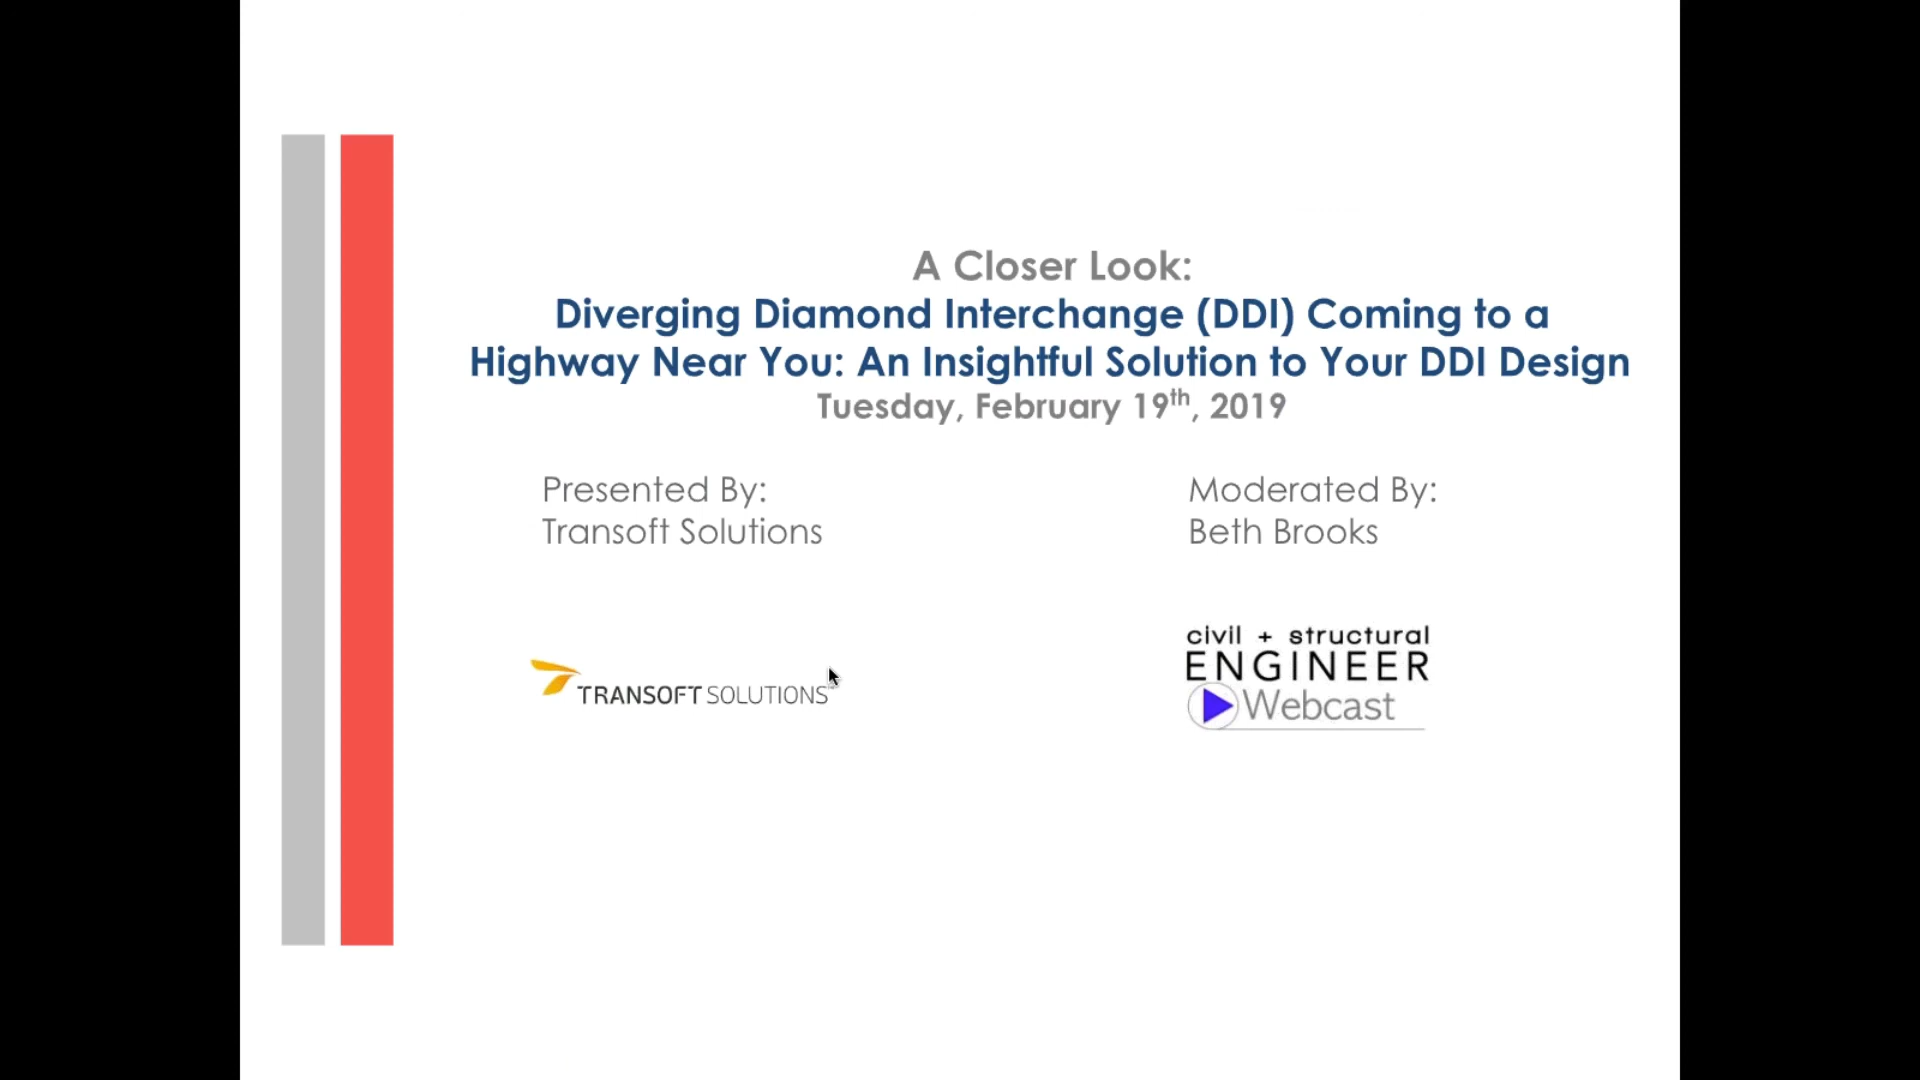 A Closer Look:
Diverging Diamond Interchange (DDI) Coming to a
Highway Near You: An Insightful Solution to Your DDI Design
Tuesday, February 19th, 2019
Presented By:
Transoft Solutions
Moderated By:
Beth Brooks
TRANSOFT SOLUTIONS
civil + structural
ENGINEER
Webcast